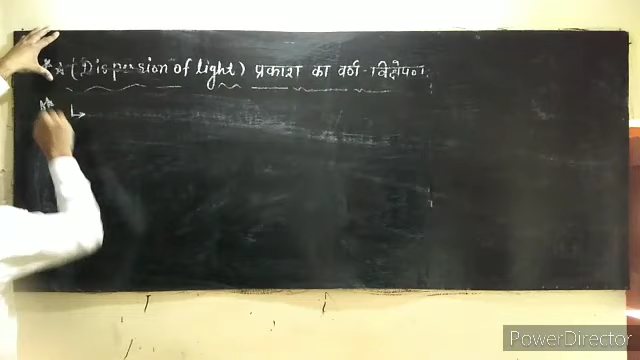 (Dispersion of light) प्रकाश का वर्ण-विक्षेपण
PowerDirector